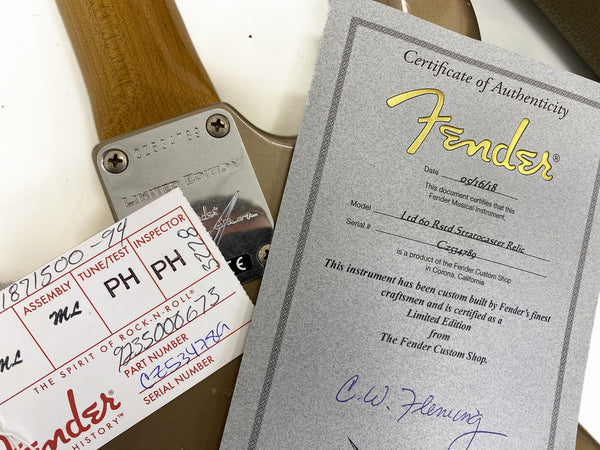 CZ534789
LIMITED EDITION
Fender
CE
1871500-94
ASSEMBLY TUNE/TEST INSPECTOR
ML ML PH PH 3728
THE SPIRIT OF ROCK-N-ROLL®
9235000673
PART NUMBER
CZ534789
SERIAL NUMBER
Fender
HISTORY™
Certificate of Authenticity
Fender®
Date 05/16/18
This document certifies that this
Fender Musical Instrument.
Model Ltd 60 Rstd Stratocaster Relic
Serial # CZ534789
is a product of the Fender Custom Shop
in Corona, California
This instrument has been custom built by Fender's finest
craftsmen and is certified as a
Limited Edition
from
The Fender Custom Shop.
C.W. Fleming